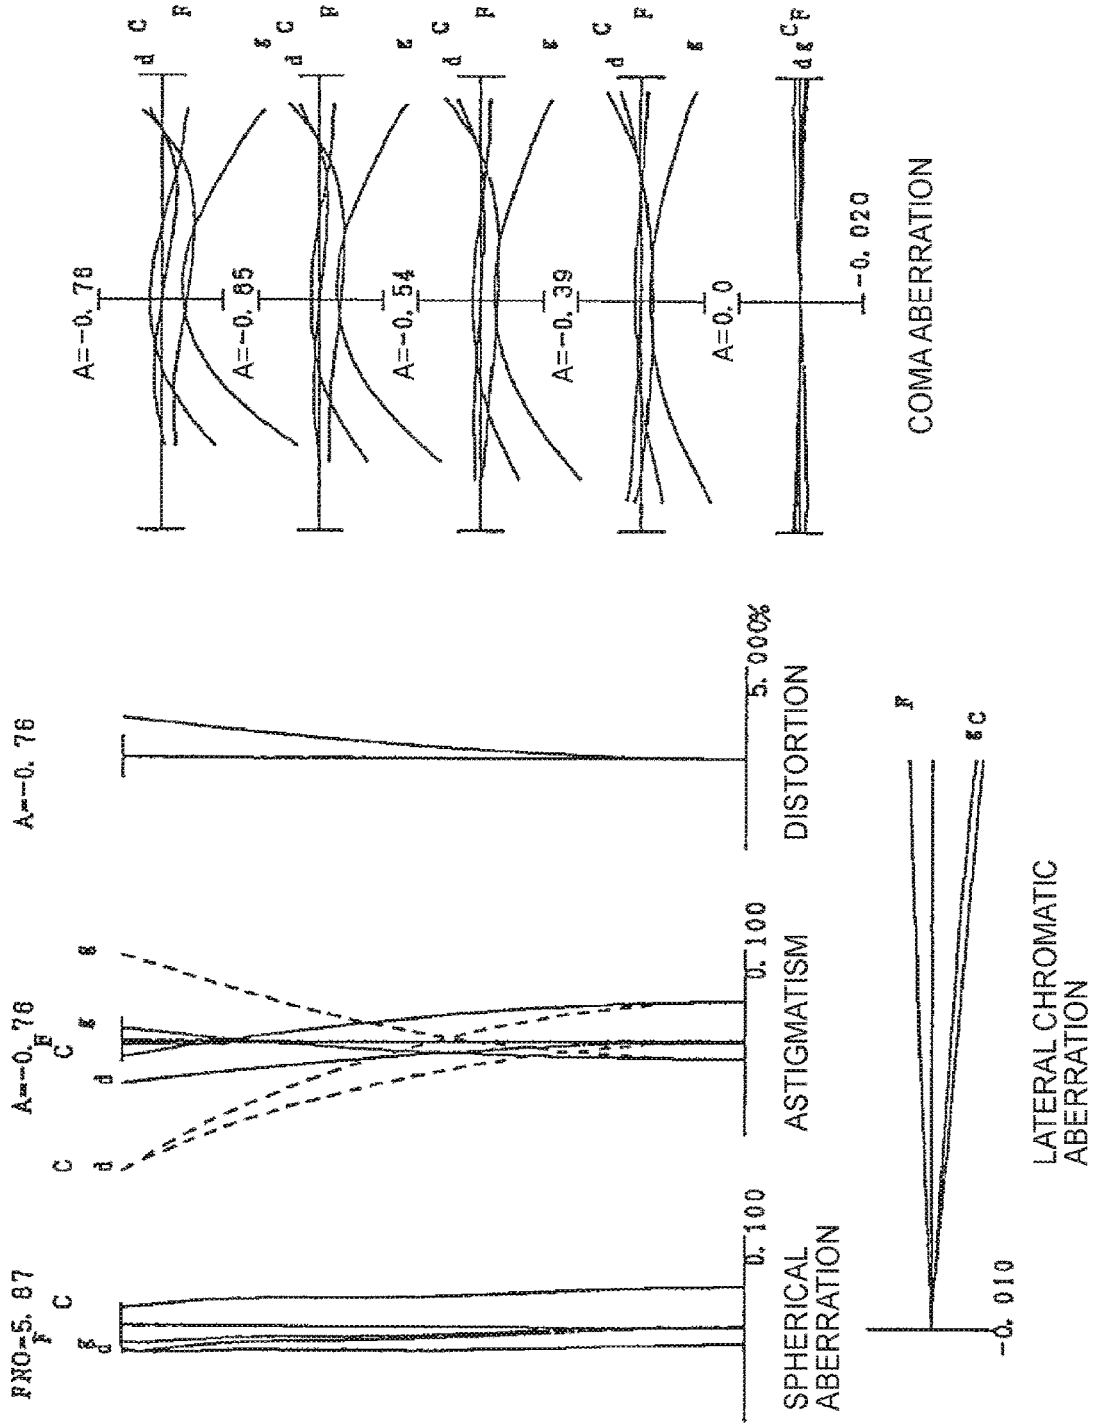 FNO=5.87
F
C
g
d
0.100
SPHERICAL
ABERRATION
A=-0.76
F
C
C
g
g
d
d
0.100
ASTIGMATISM
A=-0.76
5.000%
DISTORTION
A=-0.76
d
C
F
g
A=-0.65
d
C
F
g
A=-0.54
d
C
F
g
A=-0.39
d
C
F
g
A=0.0
d
g
C
F
-0.020
COMA ABERRATION
F
g
C
-0.010
LATERAL CHROMATIC
ABERRATION